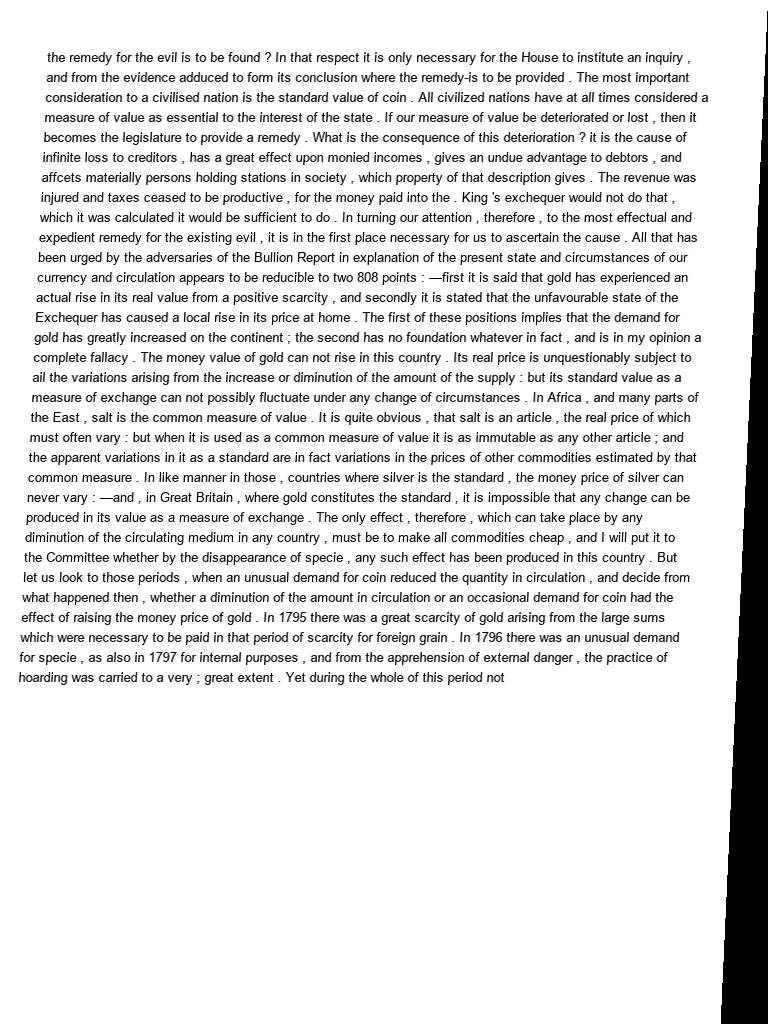 the remedy for the evil is to be found ? In that respect it is only necessary for the House to institute an inquiry ,
and from the evidence adduced to form its conclusion where the remedy-is to be provided . The most important
consideration to a civilised nation is the standard value of coin . All civilized nations have at all times considered a
measure of value as essential to the interest of the state . If our measure of value be deteriorated or lost , then it
becomes the legislature to provide a remedy . What is the consequence of this deterioration ? it is the cause of
infinite loss to creditors , has a great effect upon monied incomes , gives an undue advantage to debtors , and
affcets materially persons holding stations in society , which property of that description gives . The revenue was
injured and taxes ceased to be productive , for the money paid into the . King 's exchequer would not do that ,
which it was calculated it would be sufficient to do . In turning our attention , therefore , to the most effectual and
expedient remedy for the existing evil , it is in the first place necessary for us to ascertain the cause . All that has
been urged by the adversaries of the Bullion Report in explanation of the present state and circumstances of our
currency and circulation appears to be reducible to two 808 points : —first it is said that gold has experienced an
actual rise in its real value from a positive scarcity , and secondly it is stated that the unfavourable state of the
Exchequer has caused a local rise in its price at home . The first of these positions implies that the demand for
gold has greatly increased on the continent ; the second has no foundation whatever in fact , and is in my opinion a
complete fallacy . The money value of gold can not rise in this country . Its real price is unquestionably subject to
ail the variations arising from the increase or diminution of the amount of the supply : but its standard value as a
measure of exchange can not possibly fluctuate under any change of circumstances . In Africa , and many parts of
the East , salt is the common measure of value . It is quite obvious , that salt is an article , the real price of which
must often vary : but when it is used as a common measure of value it is as immutable as any other article ; and
the apparent variations in it as a standard are in fact variations in the prices of other commodities estimated by that
common measure . In like manner in those , countries where silver is the standard , the money price of silver can
never vary : —and , in Great Britain , where gold constitutes the standard , it is impossible that any change can be
produced in its value as a measure of exchange . The only effect , therefore , which can take place by any
diminution of the circulating medium in any country , must be to make all commodities cheap , and I will put it to
the Committee whether by the disappearance of specie , any such effect has been produced in this country . But
let us look to those periods , when an unusual demand for coin reduced the quantity in circulation , and decide from
what happened then , whether a diminution of the amount in circulation or an occasional demand for coin had the
effect of raising the money price of gold . In 1795 there was a great scarcity of gold arising from the large sums
which were necessary to be paid in that period of scarcity for foreign grain . In 1796 there was an unusual demand
for specie , as also in 1797 for internal purposes , and from the apprehension of external danger , the practice of
hoarding was carried to a very ; great extent . Yet during the whole of this period not